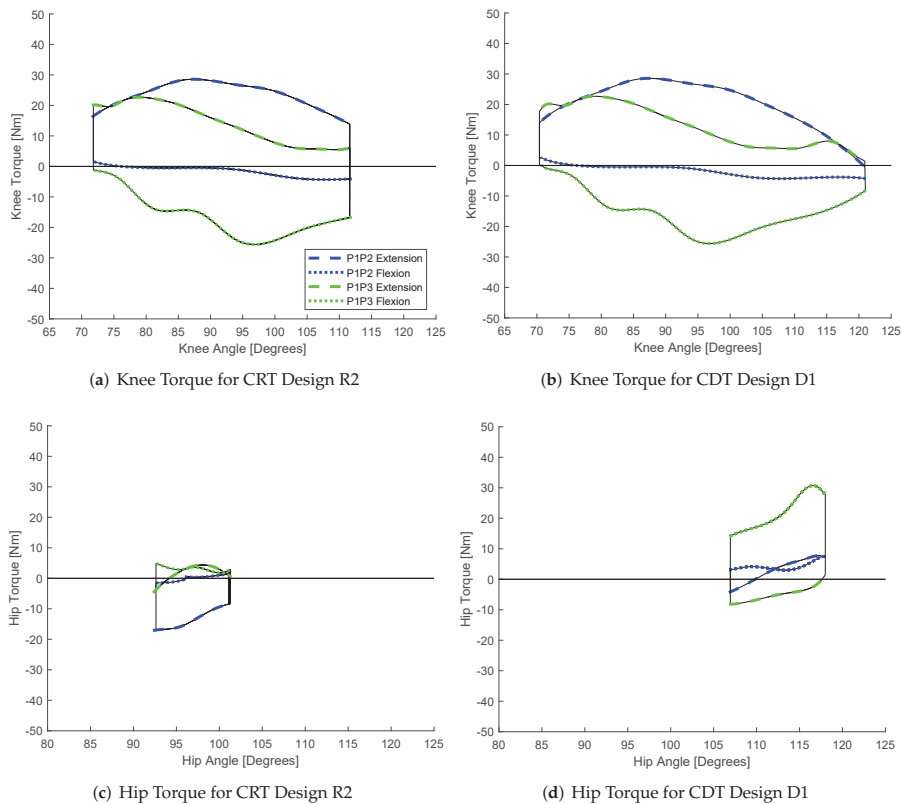 50
40
30
20
10
0
-10
-20
-30
-40
-50
Knee Torque [Nm]
65 70 75 80 85 90 95 100 105 110 115 120 125
Knee Angle [Degrees]
P1P2 Extension
P1P2 Flexion
P1P3 Extension
P1P3 Flexion
(a) Knee Torque for CRT Design R2
50
40
30
20
10
0
-10
-20
-30
-40
-50
Knee Torque [Nm]
65 70 75 80 85 90 95 100 105 110 115 120 125
Knee Angle [Degrees]
(b) Knee Torque for CDT Design D1
50
40
30
20
10
0
-10
-20
-30
-40
-50
Hip Torque [Nm]
80 85 90 95 100 105 110 115 120 125
Hip Angle [Degrees]
(c) Hip Torque for CRT Design R2
50
40
30
20
10
0
-10
-20
-30
-40
-50
Hip Torque [Nm]
80 85 90 95 100 105 110 115 120 125
Hip Angle [Degrees]
(d) Hip Torque for CDT Design D1